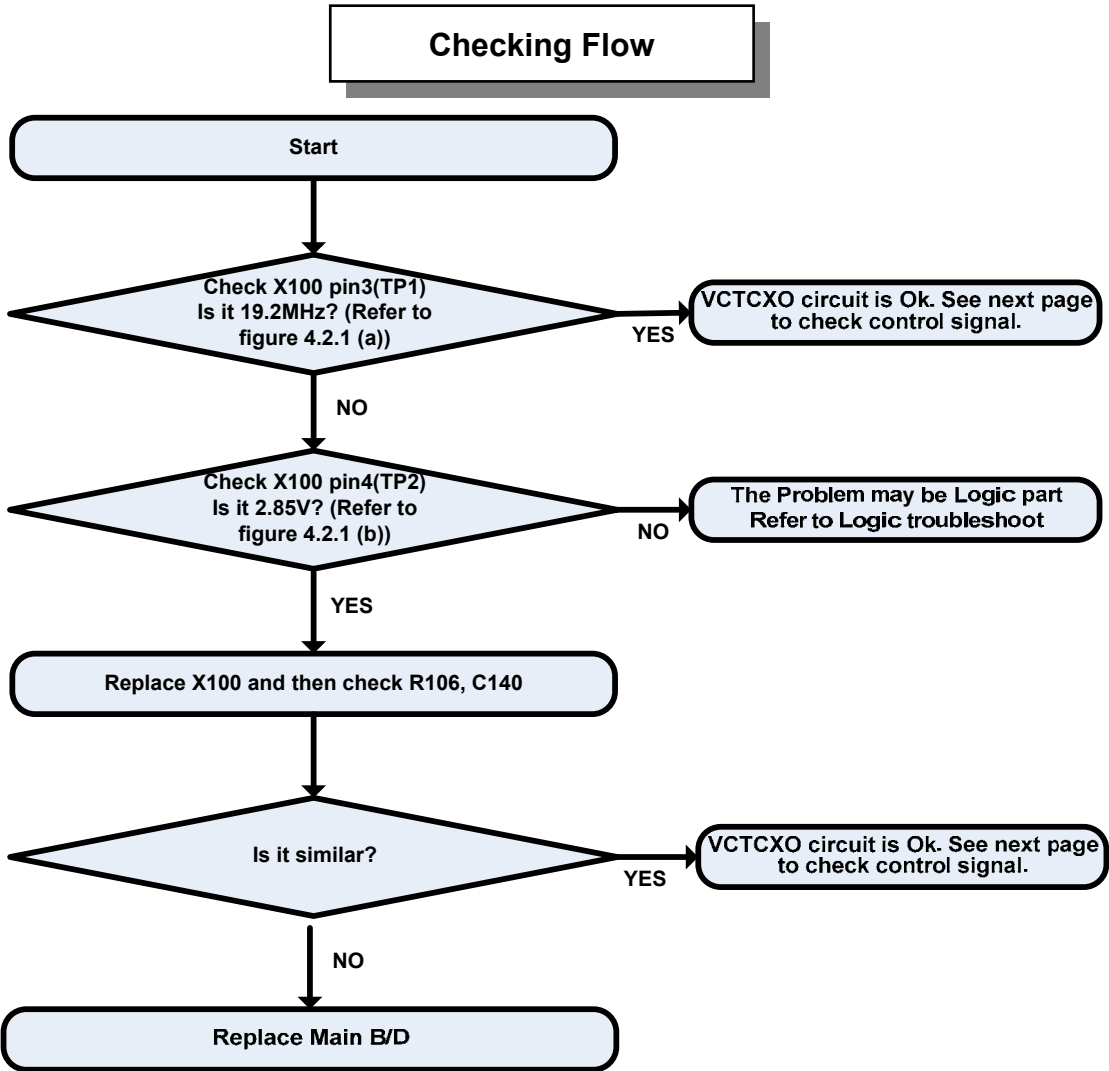 Checking Flow
Start
Check X100 pin3(TP1)
Is it 19.2MHz? (Refer to
figure 4.2.1 (a))
YES
VCTCXO circuit is Ok. See next page
to check control signal.
NO
Check X100 pin4(TP2)
Is it 2.85V? (Refer to
figure 4.2.1 (b))
NO
The Problem may be Logic part
Refer to Logic troubleshoot
YES
Replace X100 and then check R106, C140
Is it similar?
YES
VCTCXO circuit is Ok. See next page
to check control signal.
NO
Replace Main B/D